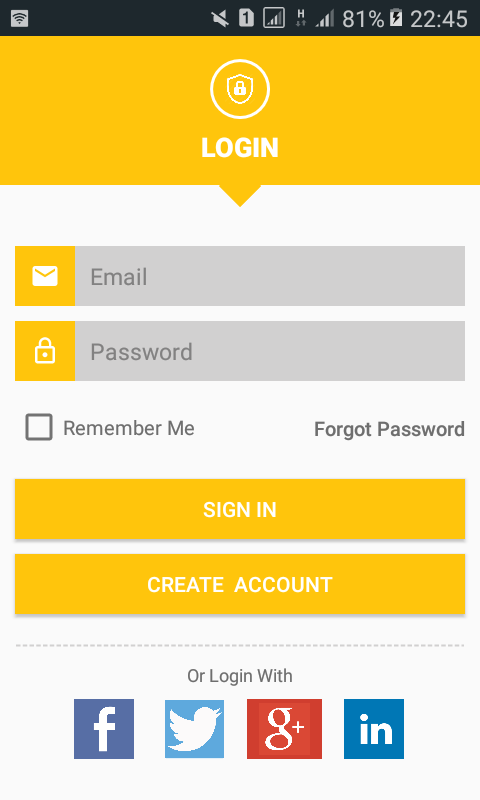 1 H 81% 22:45
LOGIN
Email
Password
Remember Me Forgot Password
SIGN IN
CREATE ACCOUNT
Or Login With
f g+ in